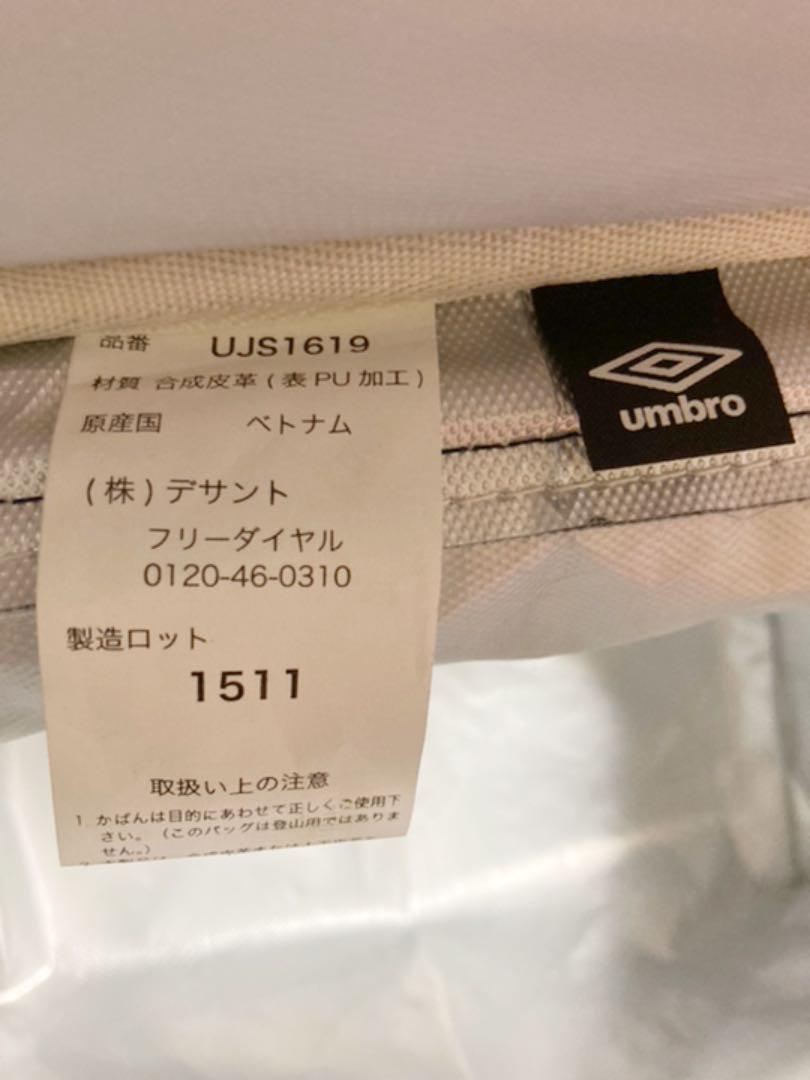 品番 UJS1619
材質 合成皮革(表PU加工)
原産国 ベトナム
(株)デサント
フリーダイヤル
0120-46-0310
製造ロット
1511
取扱い上の注意
1. かばんは目的にあわせて正しくご使用下
さい。(このバッグは登山用ではありま
せん。)
umbro